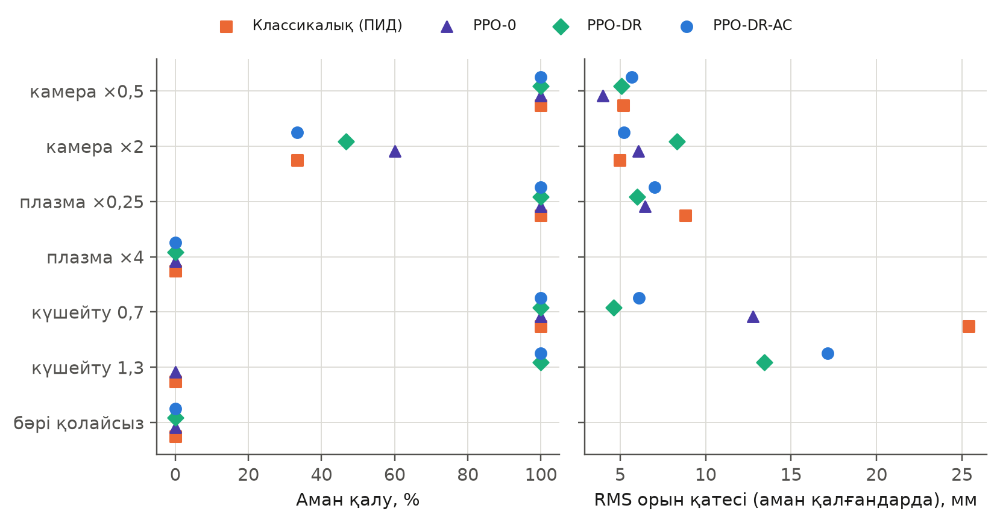 Классикалық (ПИД) PPO-0 PPO-DR PPO-DR-AC
камера ×0,5
камера ×2
плазма ×0,25
плазма ×4
күшейту 0,7
күшейту 1,3
бәрі қолайсыз
0 20 40 60 80 100
Аман қалу, %
5 10 15 20 25
RMS орын қатесі (аман қалғандарда), мм